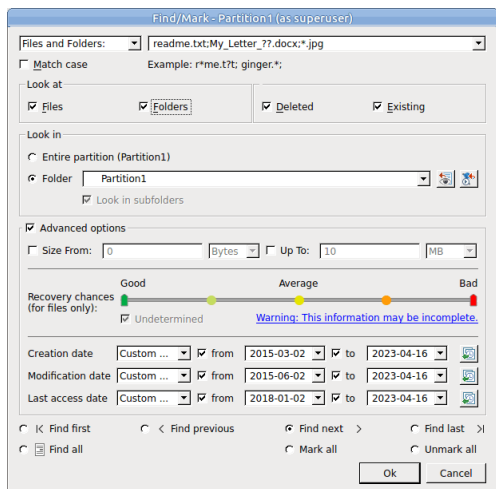 Find/Mark - Partition1 (as superuser)
Files and Folders: readme.txt;My_Letter_??.docx;*.jpg
Match case Example: r*me.t?t; ginger.*;
Look at
Files Folders Deleted Existing
Look in
Entire partition (Partition1)
Folder Partition1
Look in subfolders
Advanced options
Size From: 0 Bytes Up To: 10 MB
Good Average Bad
Recovery chances
(for files only):
Undetermined Warning: This information may be incomplete.
Creation date Custom ... from 2015-03-02 to 2023-04-16
Modification date Custom ... from 2015-06-02 to 2023-04-16
Last access date Custom ... from 2018-01-02 to 2023-04-16
|< Find first < Find previous Find next > Find last >|
Find all Mark all Unmark all
Ok Cancel